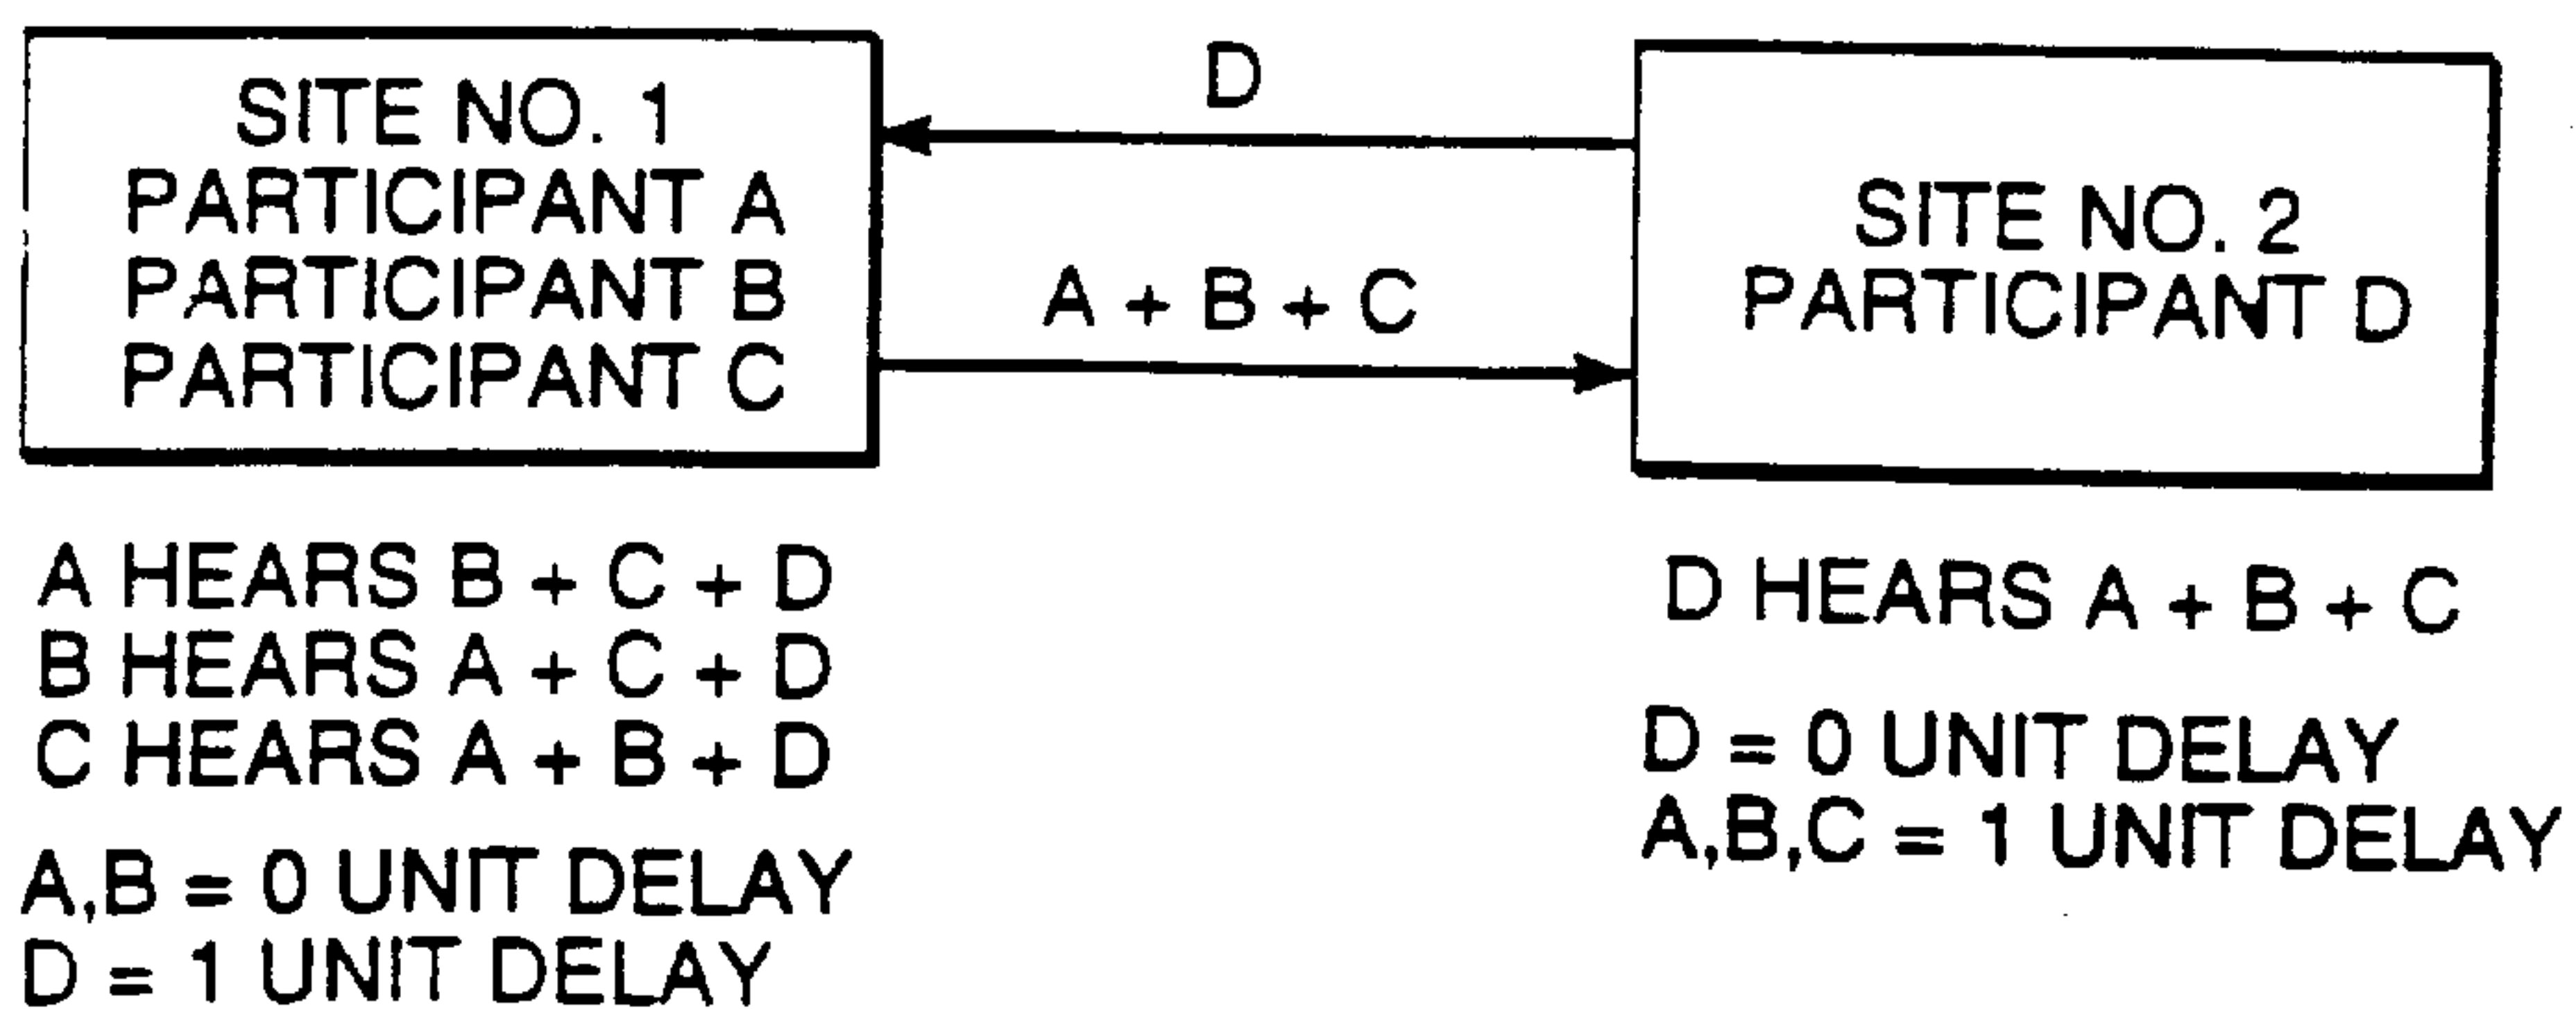 SITE NO. 1
PARTICIPANT A
PARTICIPANT B
PARTICIPANT C
D
A + B + C
SITE NO. 2
PARTICIPANT D
A HEARS B + C + D
B HEARS A + C + D
C HEARS A + B + D
A,B = 0 UNIT DELAY
D = 1 UNIT DELAY
D HEARS A + B + C
D = 0 UNIT DELAY
A,B,C = 1 UNIT DELAY